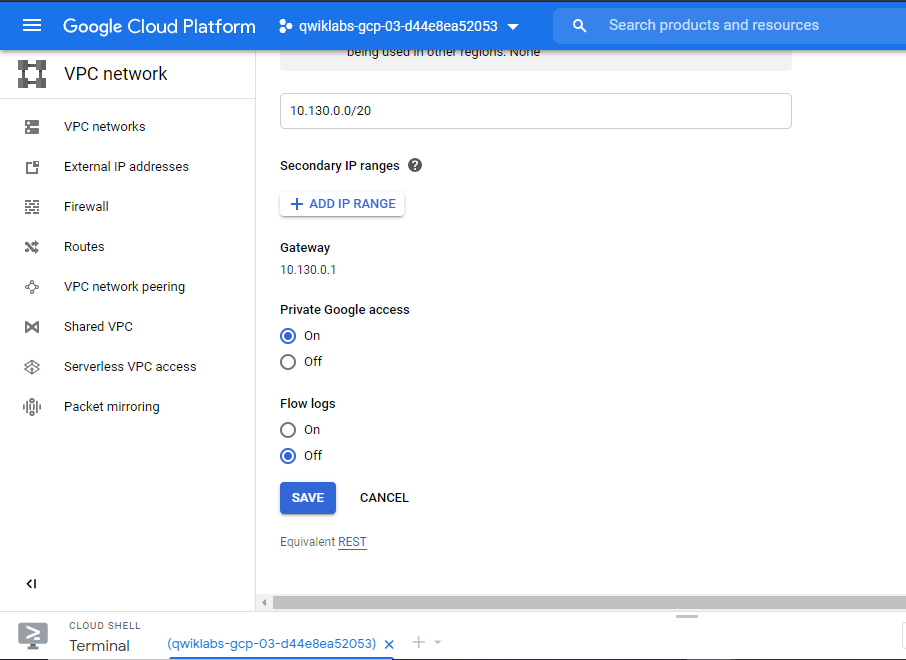 Google Cloud Platform
qwiklabs-gcp-03-d44e8ea52053
Search products and resources
VPC network
VPC networks
External IP addresses
Firewall
Routes
VPC network peering
Shared VPC
Serverless VPC access
Packet mirroring
being used in other regions. None
10.130.0.0/20
Secondary IP ranges ?
+ ADD IP RANGE
Gateway
10.130.0.1
Private Google access
On
Off
Flow logs
On
Off
SAVE CANCEL
Equivalent REST
CLOUD SHELL
Terminal
(qwiklabs-gcp-03-d44e8ea52053)